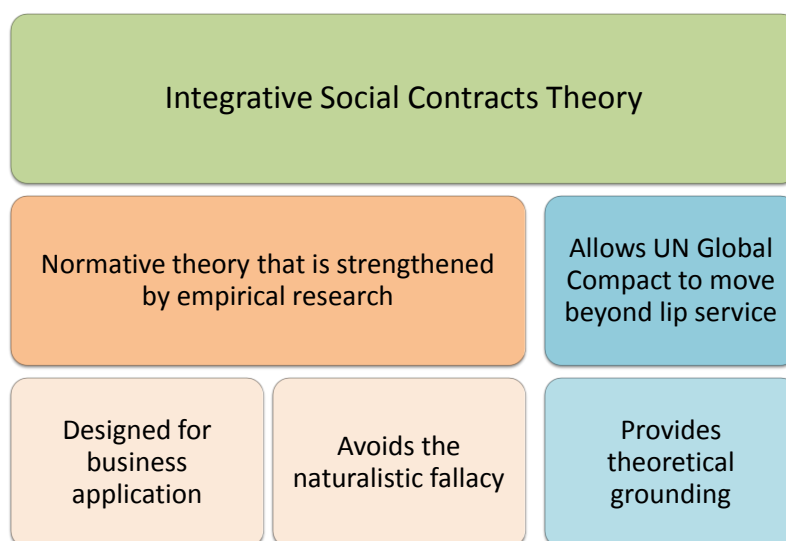 Integrative Social Contracts Theory
Normative theory that is strengthened
by empirical research
Allows UN Global
Compact to move
beyond lip service
Designed for
business
application
Avoids the
naturalistic fallacy
Provides
theoretical
grounding